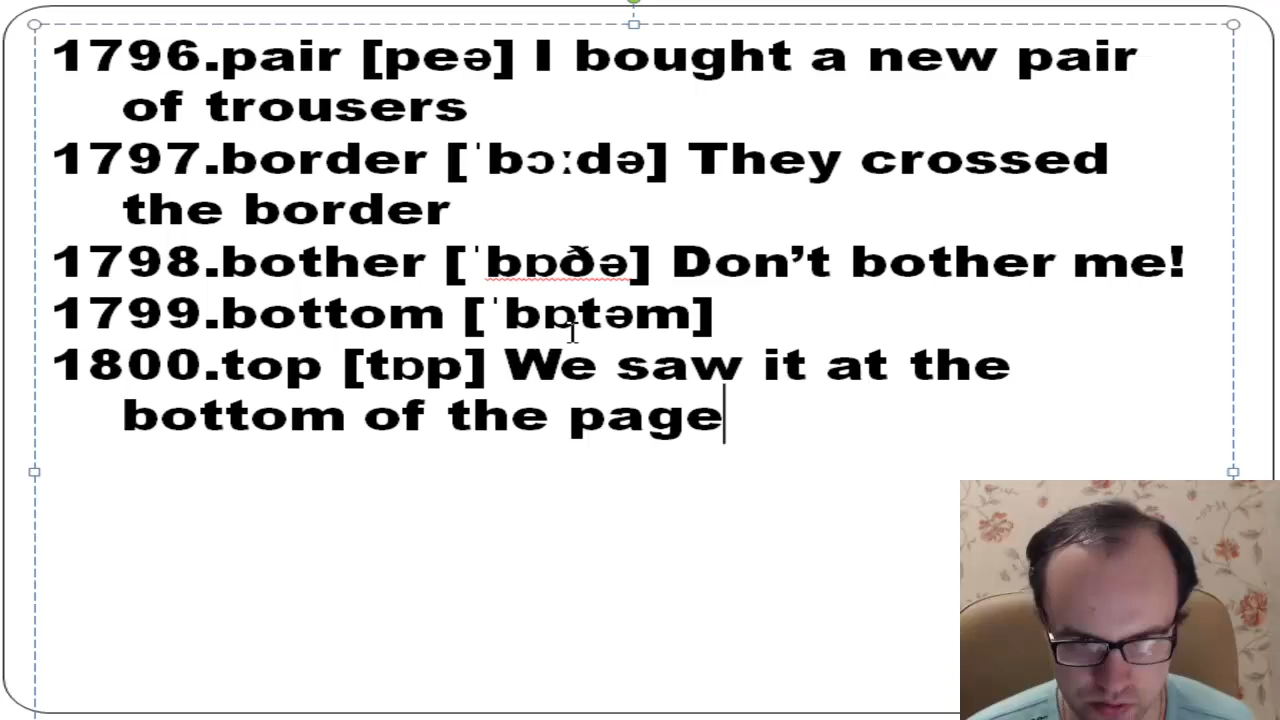 1796.pair [peə] I bought a new pair
of trousers
1797.border [ˈbɔːdə] They crossed
the border
1798.bother [ˈbɒðə] Don’t bother me!
1799.bottom [ˈbɒtəm]
1800.top [tɒp] We saw it at the
bottom of the page